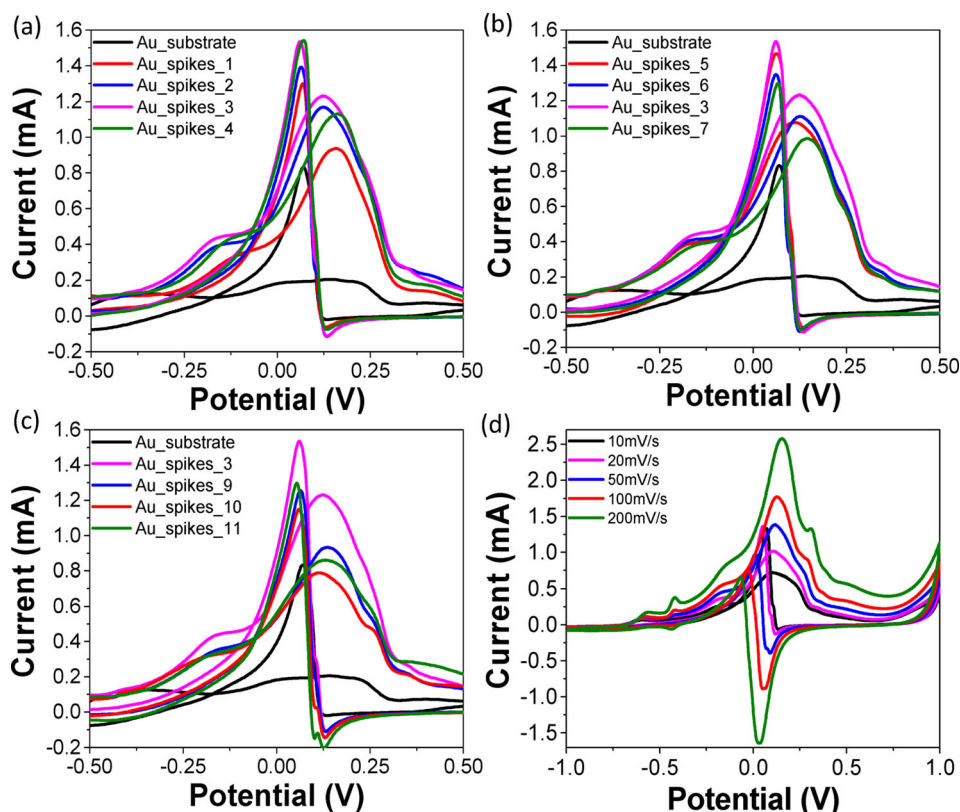 (a)
1.6
1.4
1.2
1.0
0.8
0.6
0.4
0.2
0.0
-0.2
Current (mA)
Au_substrate
Au_spikes_1
Au_spikes_2
Au_spikes_3
Au_spikes_4
-0.50
-0.25
0.00
0.25
0.50
Potential (V)
(b)
1.6
1.4
1.2
1.0
0.8
0.6
0.4
0.2
0.0
-0.2
Current (mA)
Au_substrate
Au_spikes_5
Au_spikes_6
Au_spikes_3
Au_spikes_7
-0.50
-0.25
0.00
0.25
0.50
Potential (V)
(c)
1.6
1.4
1.2
1.0
0.8
0.6
0.4
0.2
0.0
-0.2
Current (mA)
Au_substrate
Au_spikes_3
Au_spikes_9
Au_spikes_10
Au_spikes_11
-0.50
-0.25
0.00
0.25
0.50
Potential (V)
(d)
2.5
2.0
1.5
1.0
0.5
0.0
-0.5
-1.0
-1.5
Current (mA)
10mV/s
20mV/s
50mV/s
100mV/s
200mV/s
-1.0
-0.5
0.0
0.5
1.0
Potential (V)